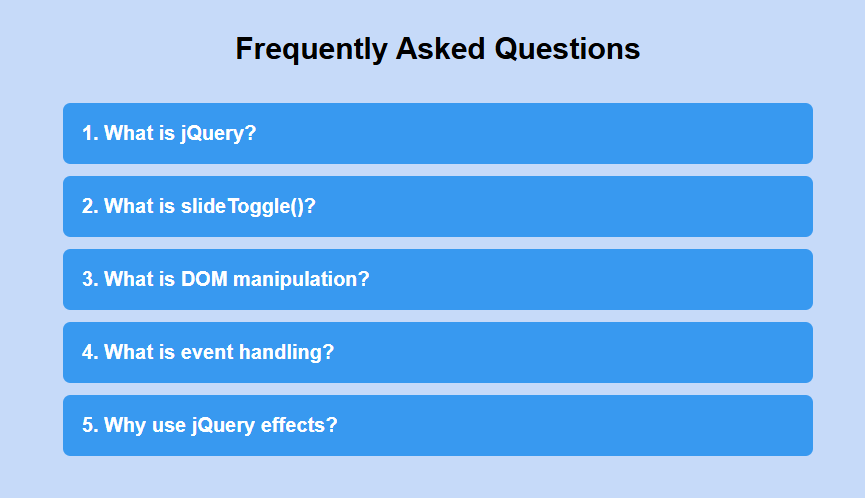 Frequently Asked Questions
1. What is jQuery?
2. What is slideToggle()?
3. What is DOM manipulation?
4. What is event handling?
5. Why use jQuery effects?